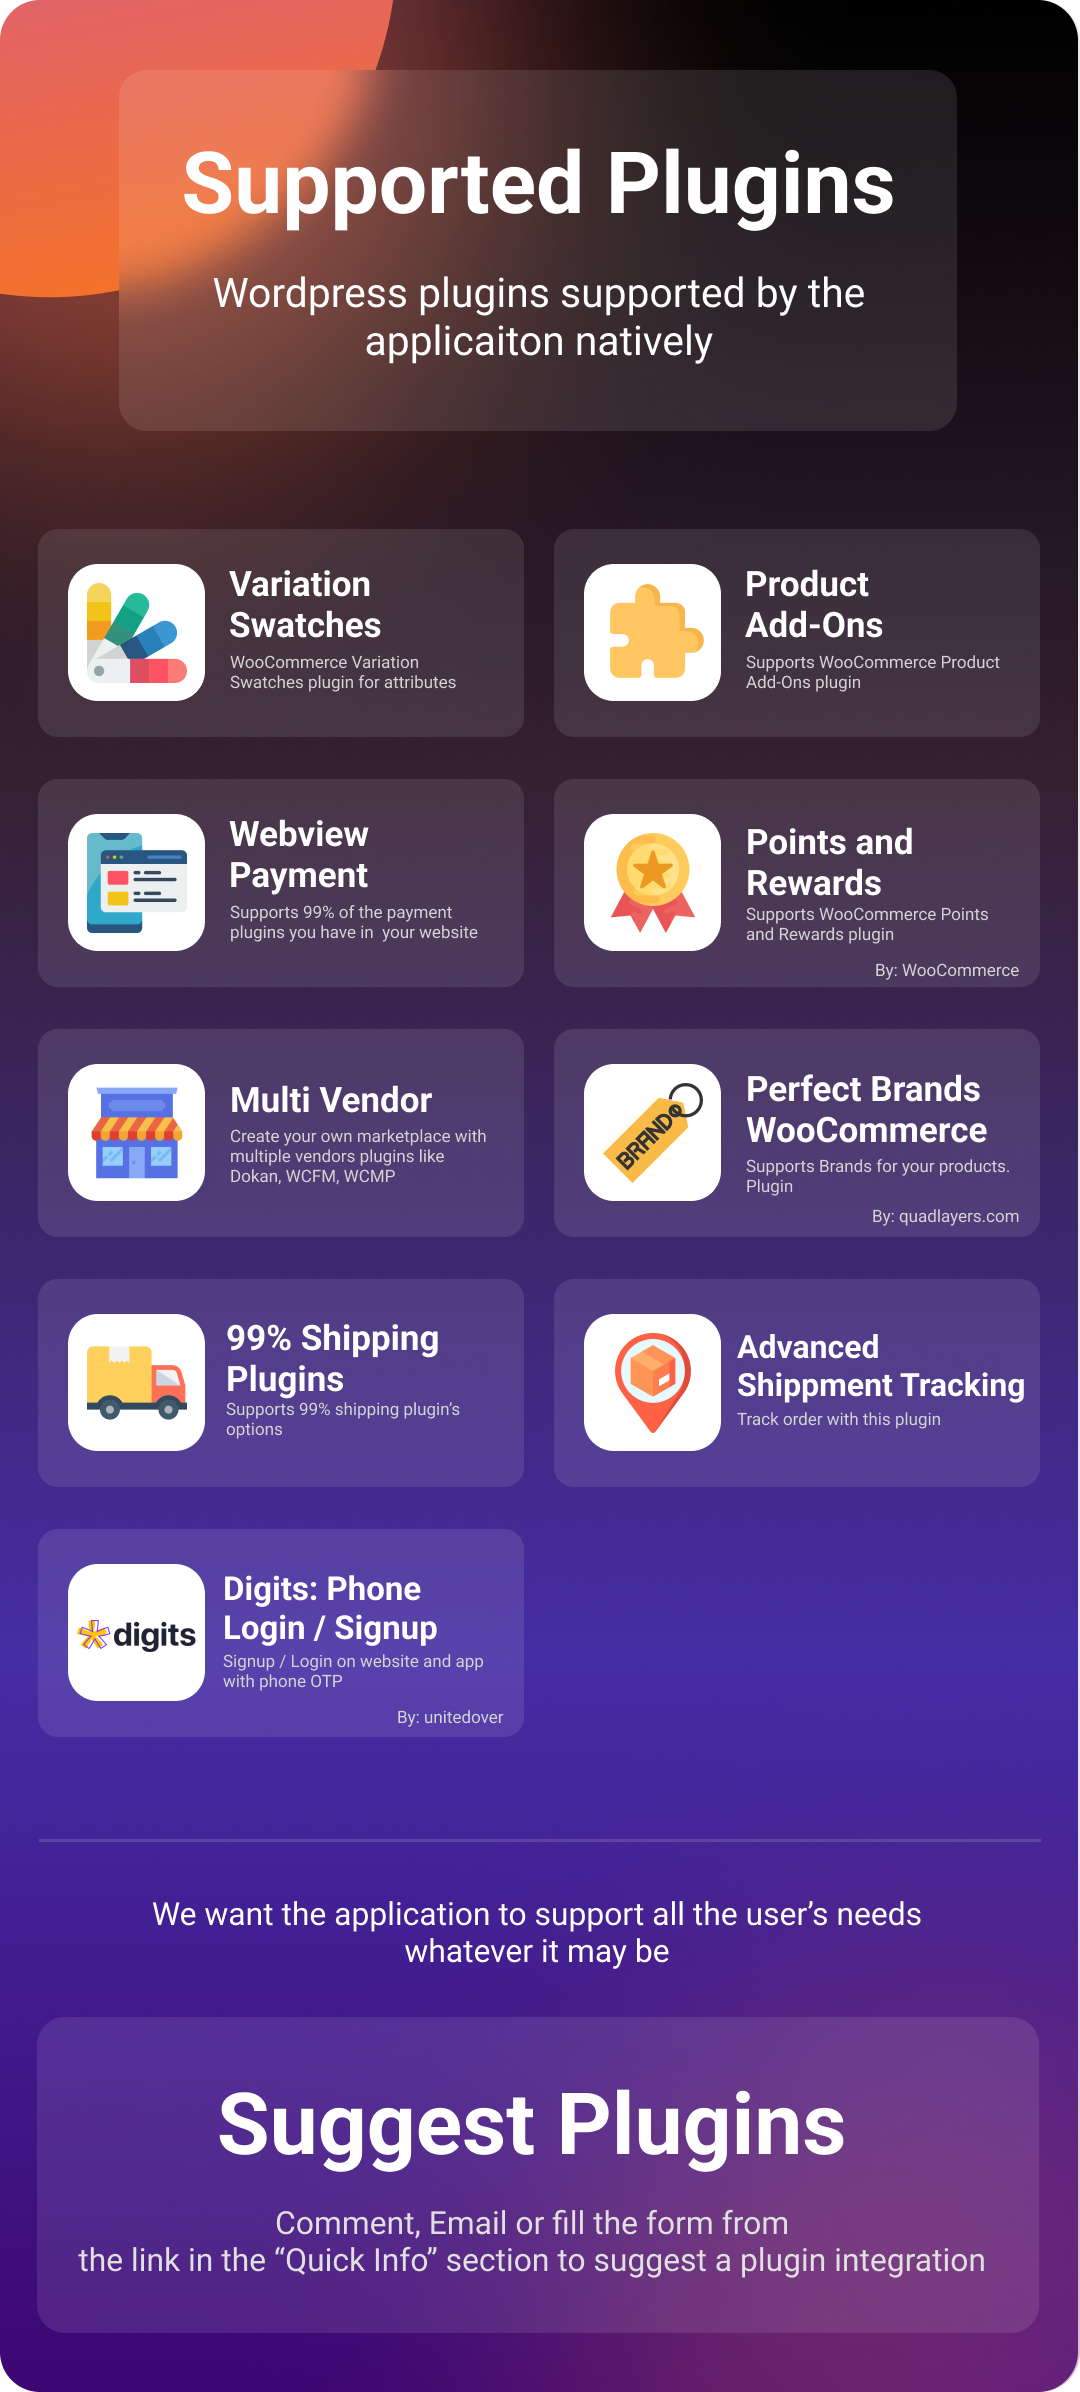 Supported Plugins
Wordpress plugins supported by the
applicaiton natively
Variation
Swatches
WooCommerce Variation
Swatches plugin for attributes
Product
Add-Ons
Supports WooCommerce Product
Add-Ons plugin
Webview
Payment
Supports 99% of the payment
plugins you have in  your website
Points and
Rewards
Supports WooCommerce Points
and Rewards plugin
By: WooCommerce
Multi Vendor
Create your own marketplace with
multiple vendors plugins like
Dokan, WCFM, WCMP
BRAND
Perfect Brands
WooCommerce
Supports Brands for your products.
Plugin
By: quadlayers.com
99% Shipping
Plugins
Supports 99% shipping plugin’s
options
Advanced
Shippment Tracking
Track order with this plugin
digits
Digits: Phone
Login / Signup
Signup / Login on website and app
with phone OTP
By: unitedover
We want the application to support all the user’s needs
whatever it may be
Suggest Plugins
Comment, Email or fill the form from
the link in the “Quick Info” section to suggest a plugin integration